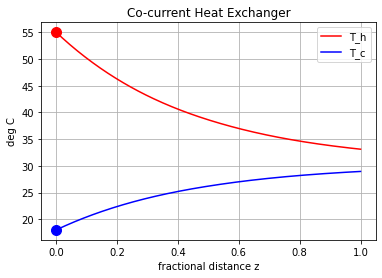 Co-current Heat Exchanger
T_h
T_c
deg C
55
50
45
40
35
30
25
20
0.0 0.2 0.4 0.6 0.8 1.0
fractional distance z